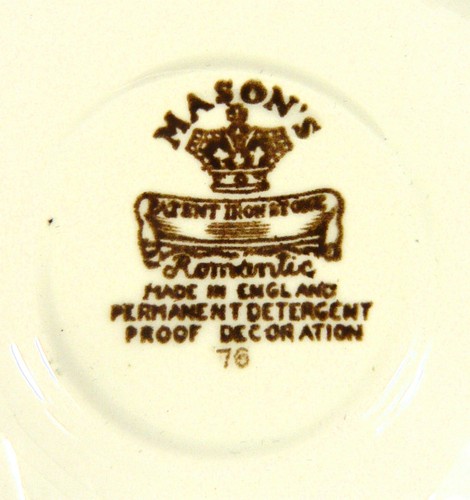 MASON'S
PATENT IRONSTONE
Romantic
MADE IN ENGLAND
PERMANENT DETERGENT
PROOF DECORATION
76